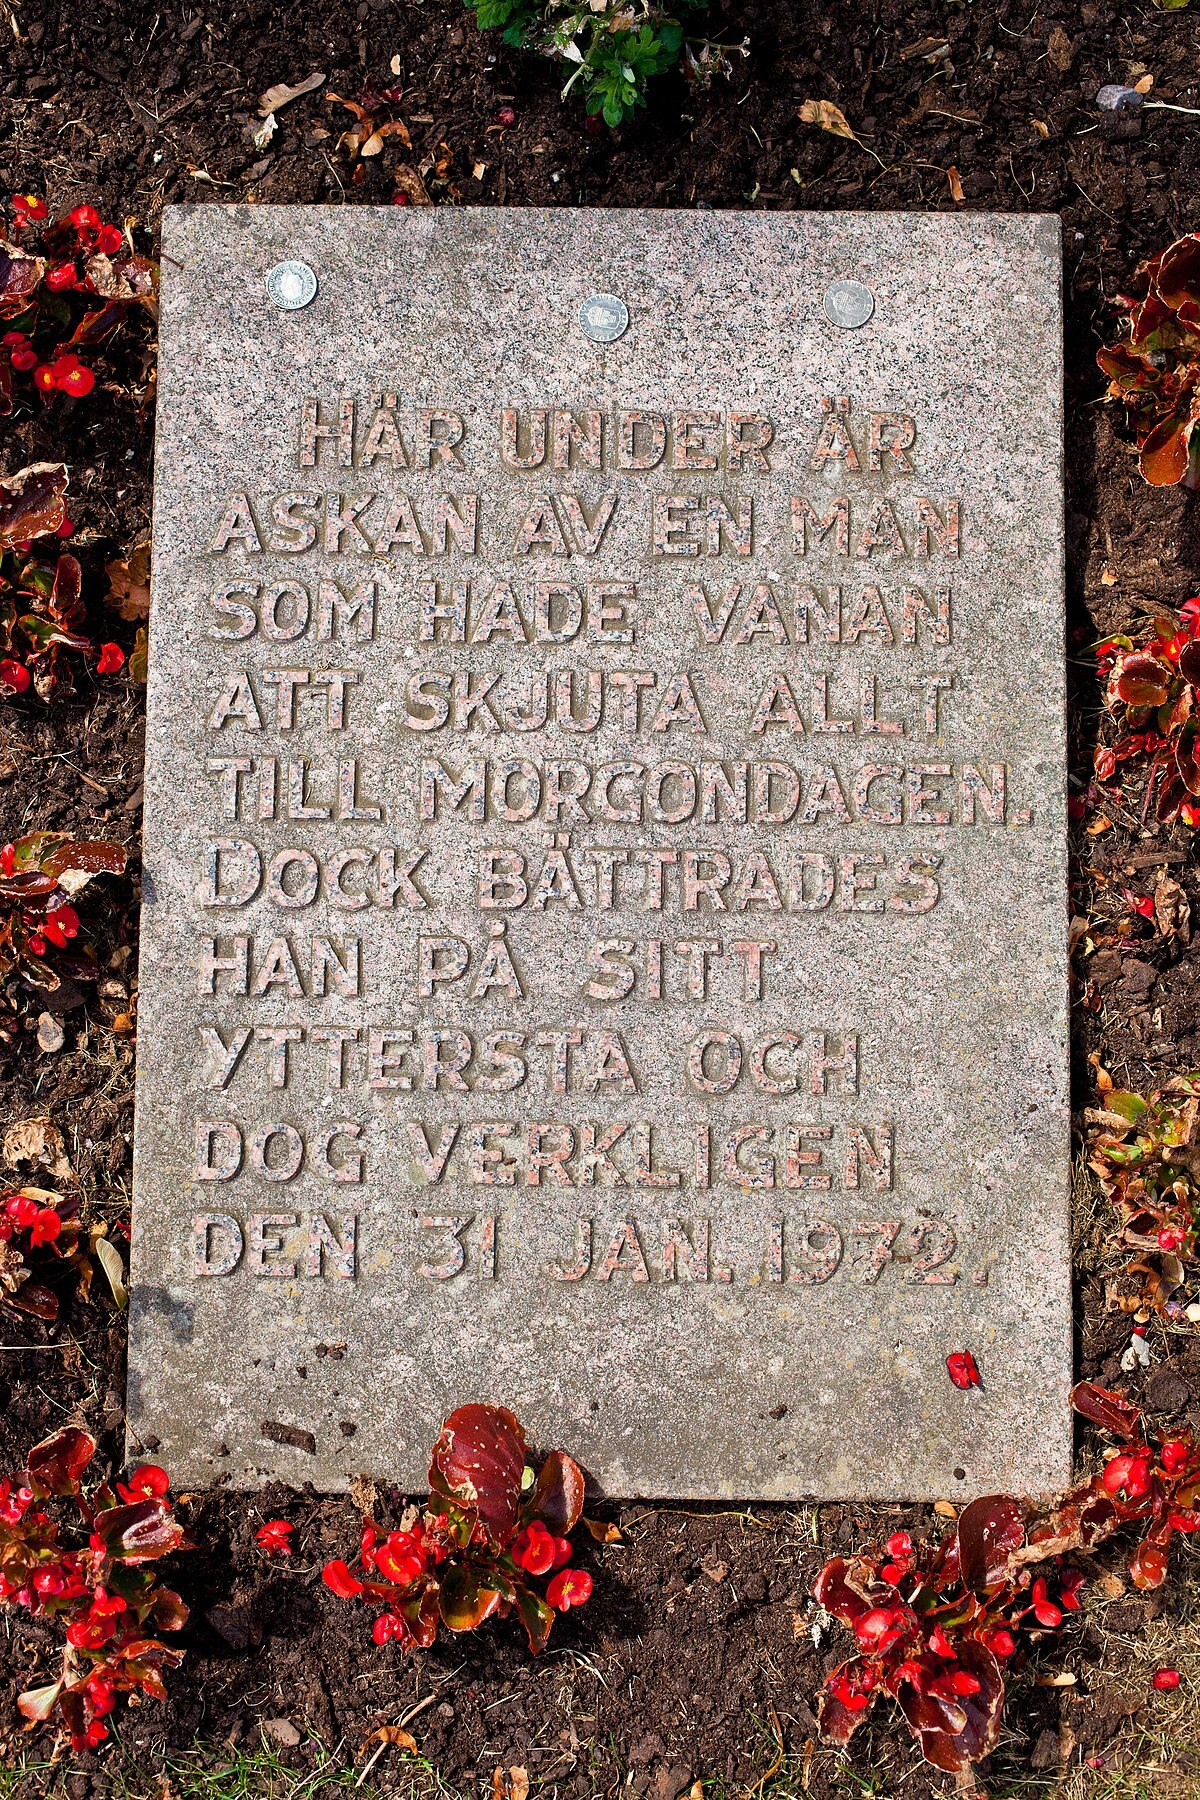 HÄR UNDER ÄR
ASKAN AV EN MAN
SOM HADE VANAN
ATT SKJUTA ALLT
TILL MORGONDAGEN.
DOCK BÄTTRADES
HAN PÅ SITT
YTTERSTA OCH
DOG VERKLIGEN
DEN 31 JAN. 1972.